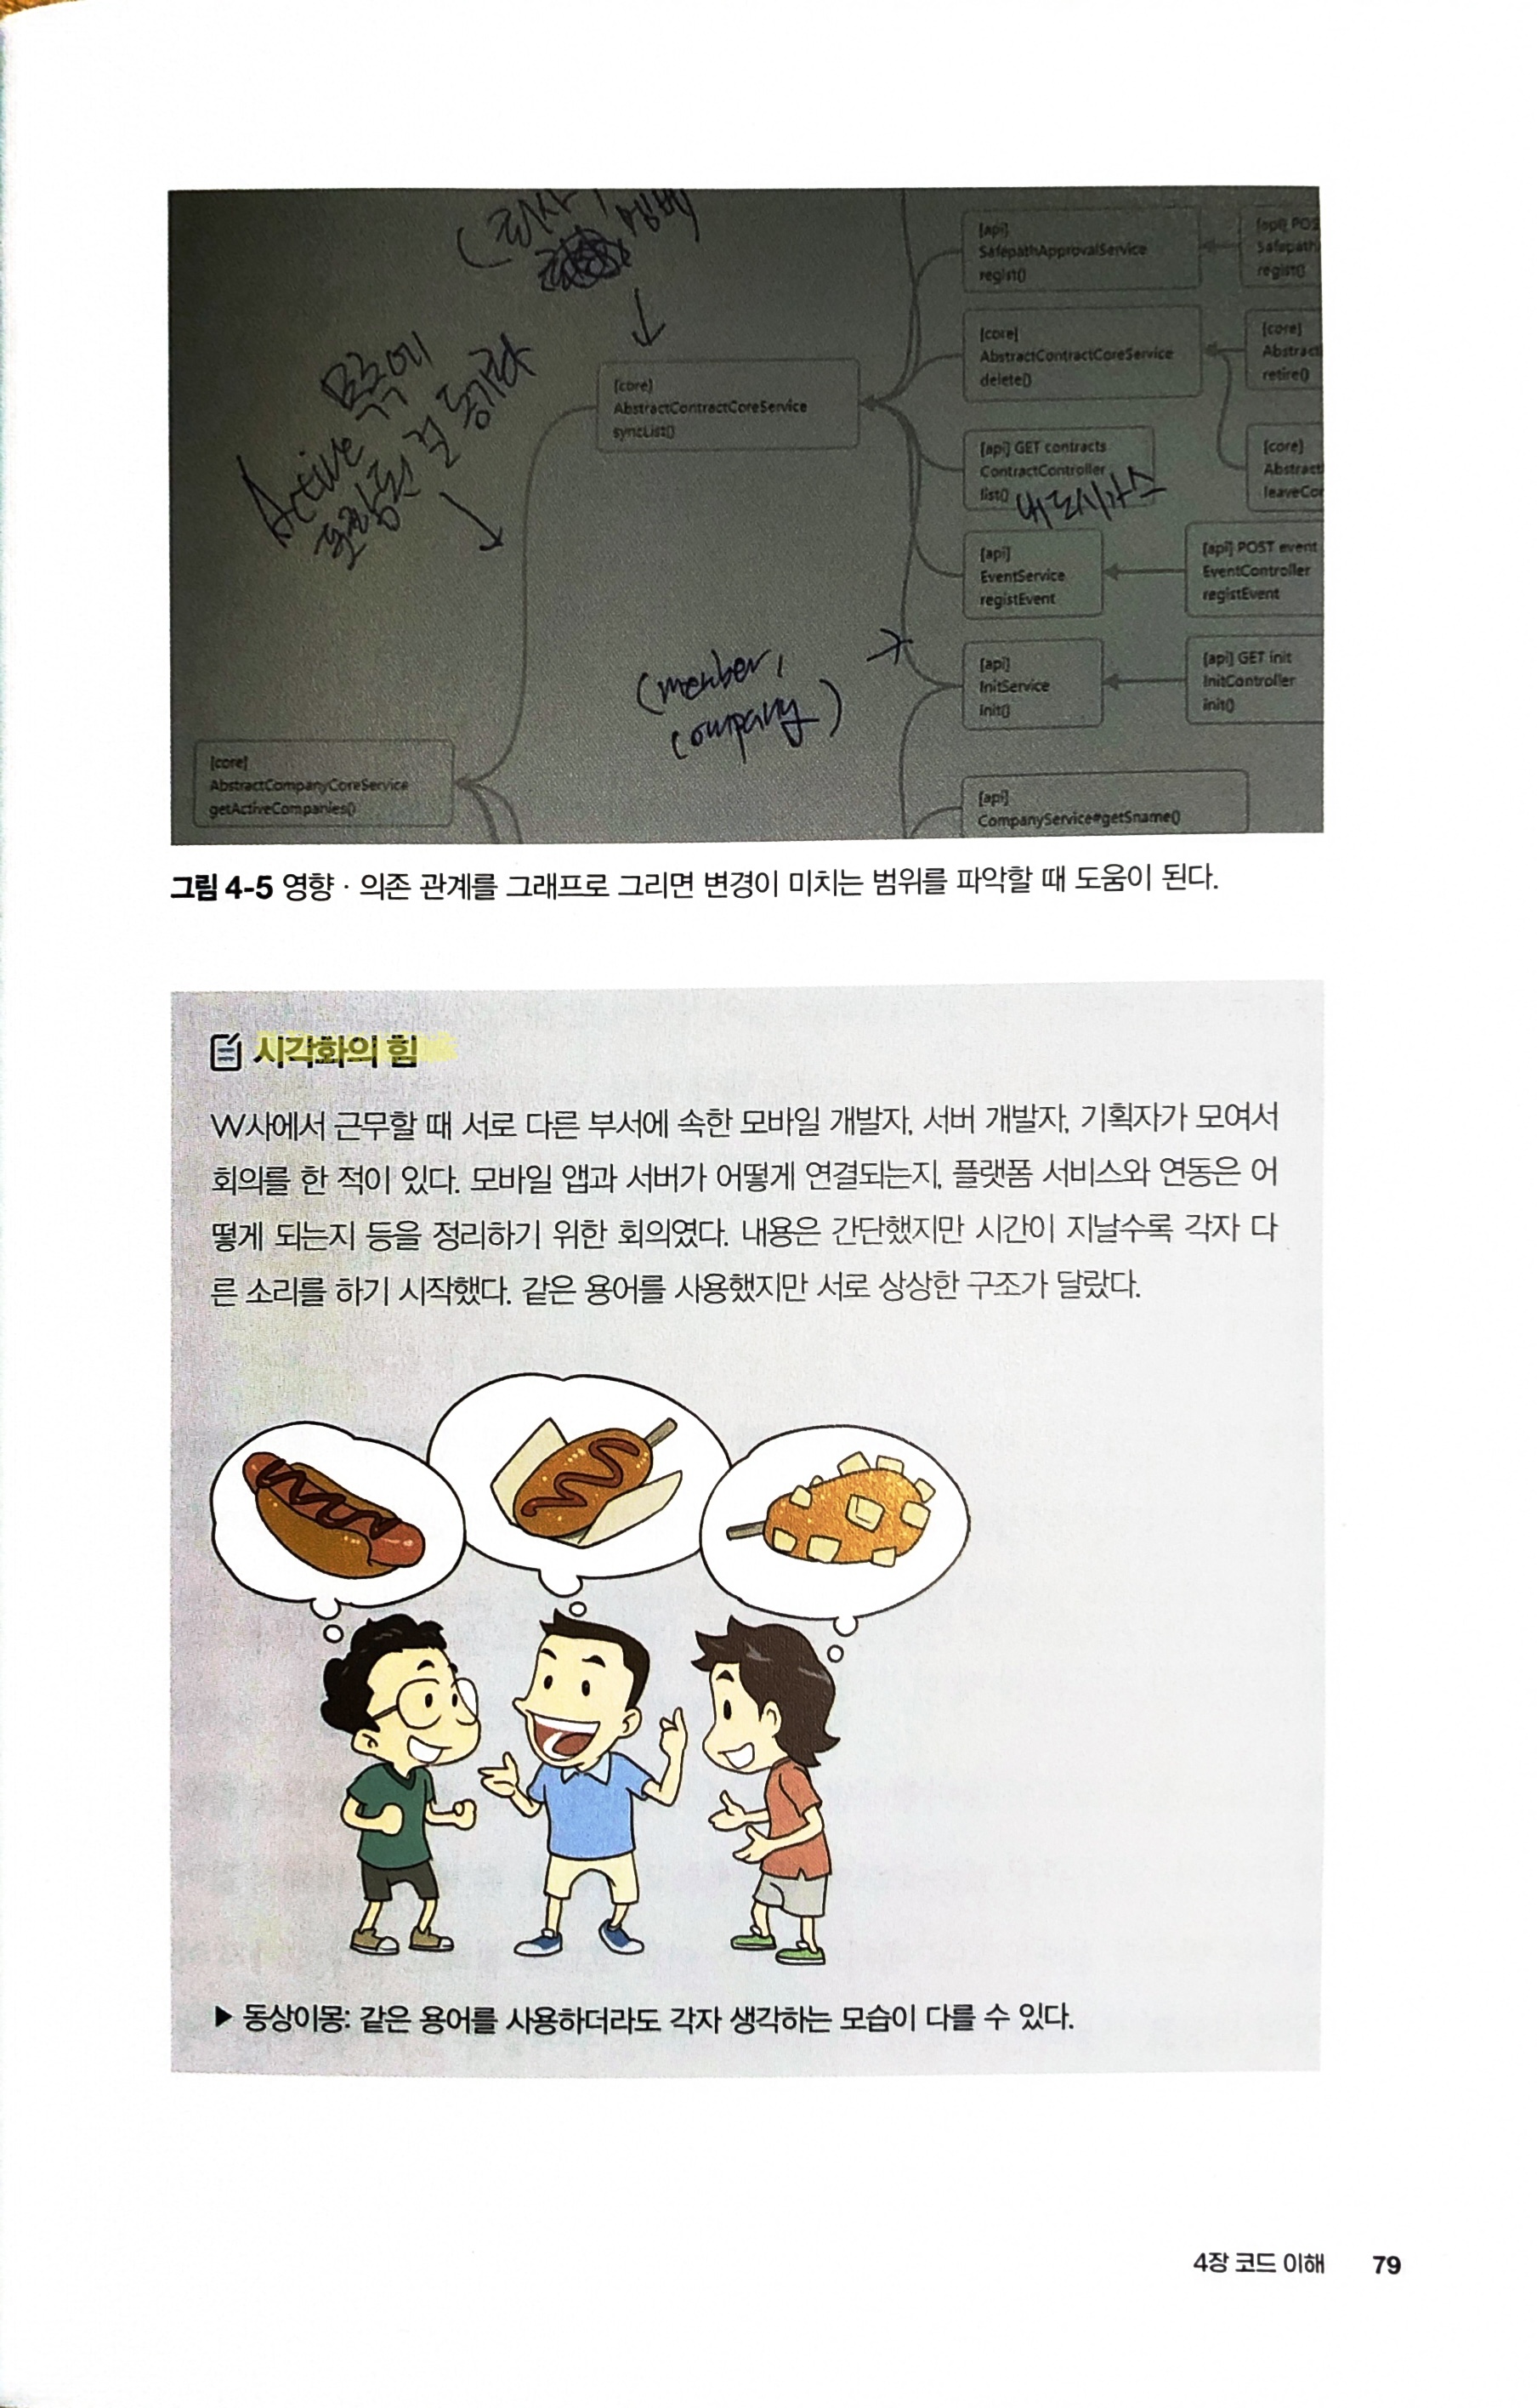 (회사,
멤버)
[api]
SafepathApprovalService
regist()
[api] POS
Safepath
regist()
Active
목록에
포함된 걸 동기화
[core]
AbstractContractCoreService
syncList()
[core]
AbstractContractCoreService
delete()
[core]
Abstract
retire()
[api] GET contracts
ContractController
list()
[core]
Abstract
leaveCor
[api]
EventService
registEvent
[api] POST event
EventController
registEvent
(member,
company)
[api]
InitService
init()
[api] GET init
InitController
init()
[core]
AbstractCompanyCoreService
getActiveCompanies()
[api]
CompanyService#getSname()
그림 4-5 영향 · 의존 관계를 그래프로 그리면 변경이 미치는 범위를 파악할 때 도움이 된다.
시각화의 힘
W사에서 근무할 때 서로 다른 부서에 속한 모바일 개발자, 서버 개발자, 기획자가 모여서
회의를 한 적이 있다. 모바일 앱과 서버가 어떻게 연결되는지, 플랫폼 서비스와 연동은 어
떻게 되는지 등을 정리하기 위한 회의였다. 내용은 간단했지만 시간이 지날수록 각자 다
른 소리를 하기 시작했다. 같은 용어를 사용했지만 서로 상상한 구조가 달랐다.
▶ 동상이몽: 같은 용어를 사용하더라도 각자 생각하는 모습이 다를 수 있다.
4장 코드 이해 79